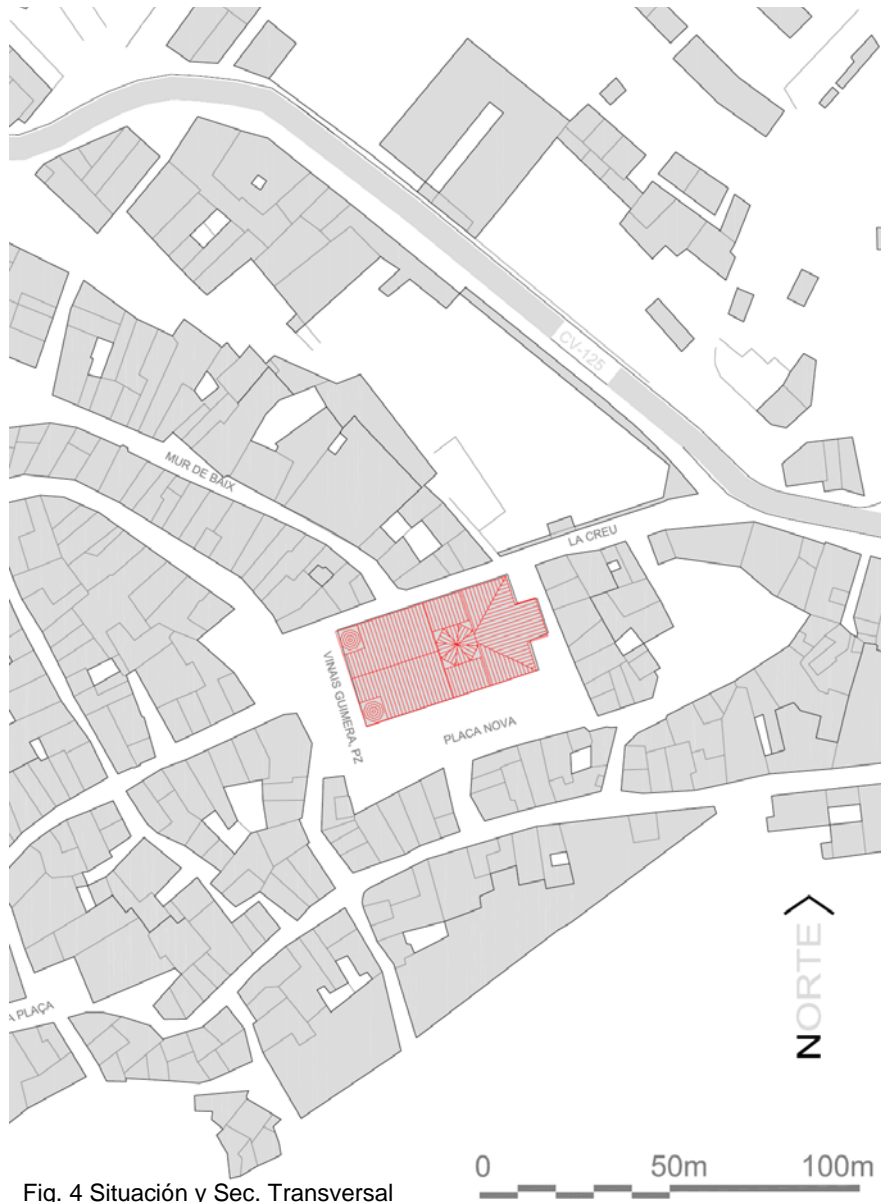 CV-125
MUR DE BAIX
LA CREU
VINAIS GUIMERA, PZ
PLACA NOVA
NORTE
A PLAÇA
0 50m 100m
Fig. 4 Situación y Sec. Transversal